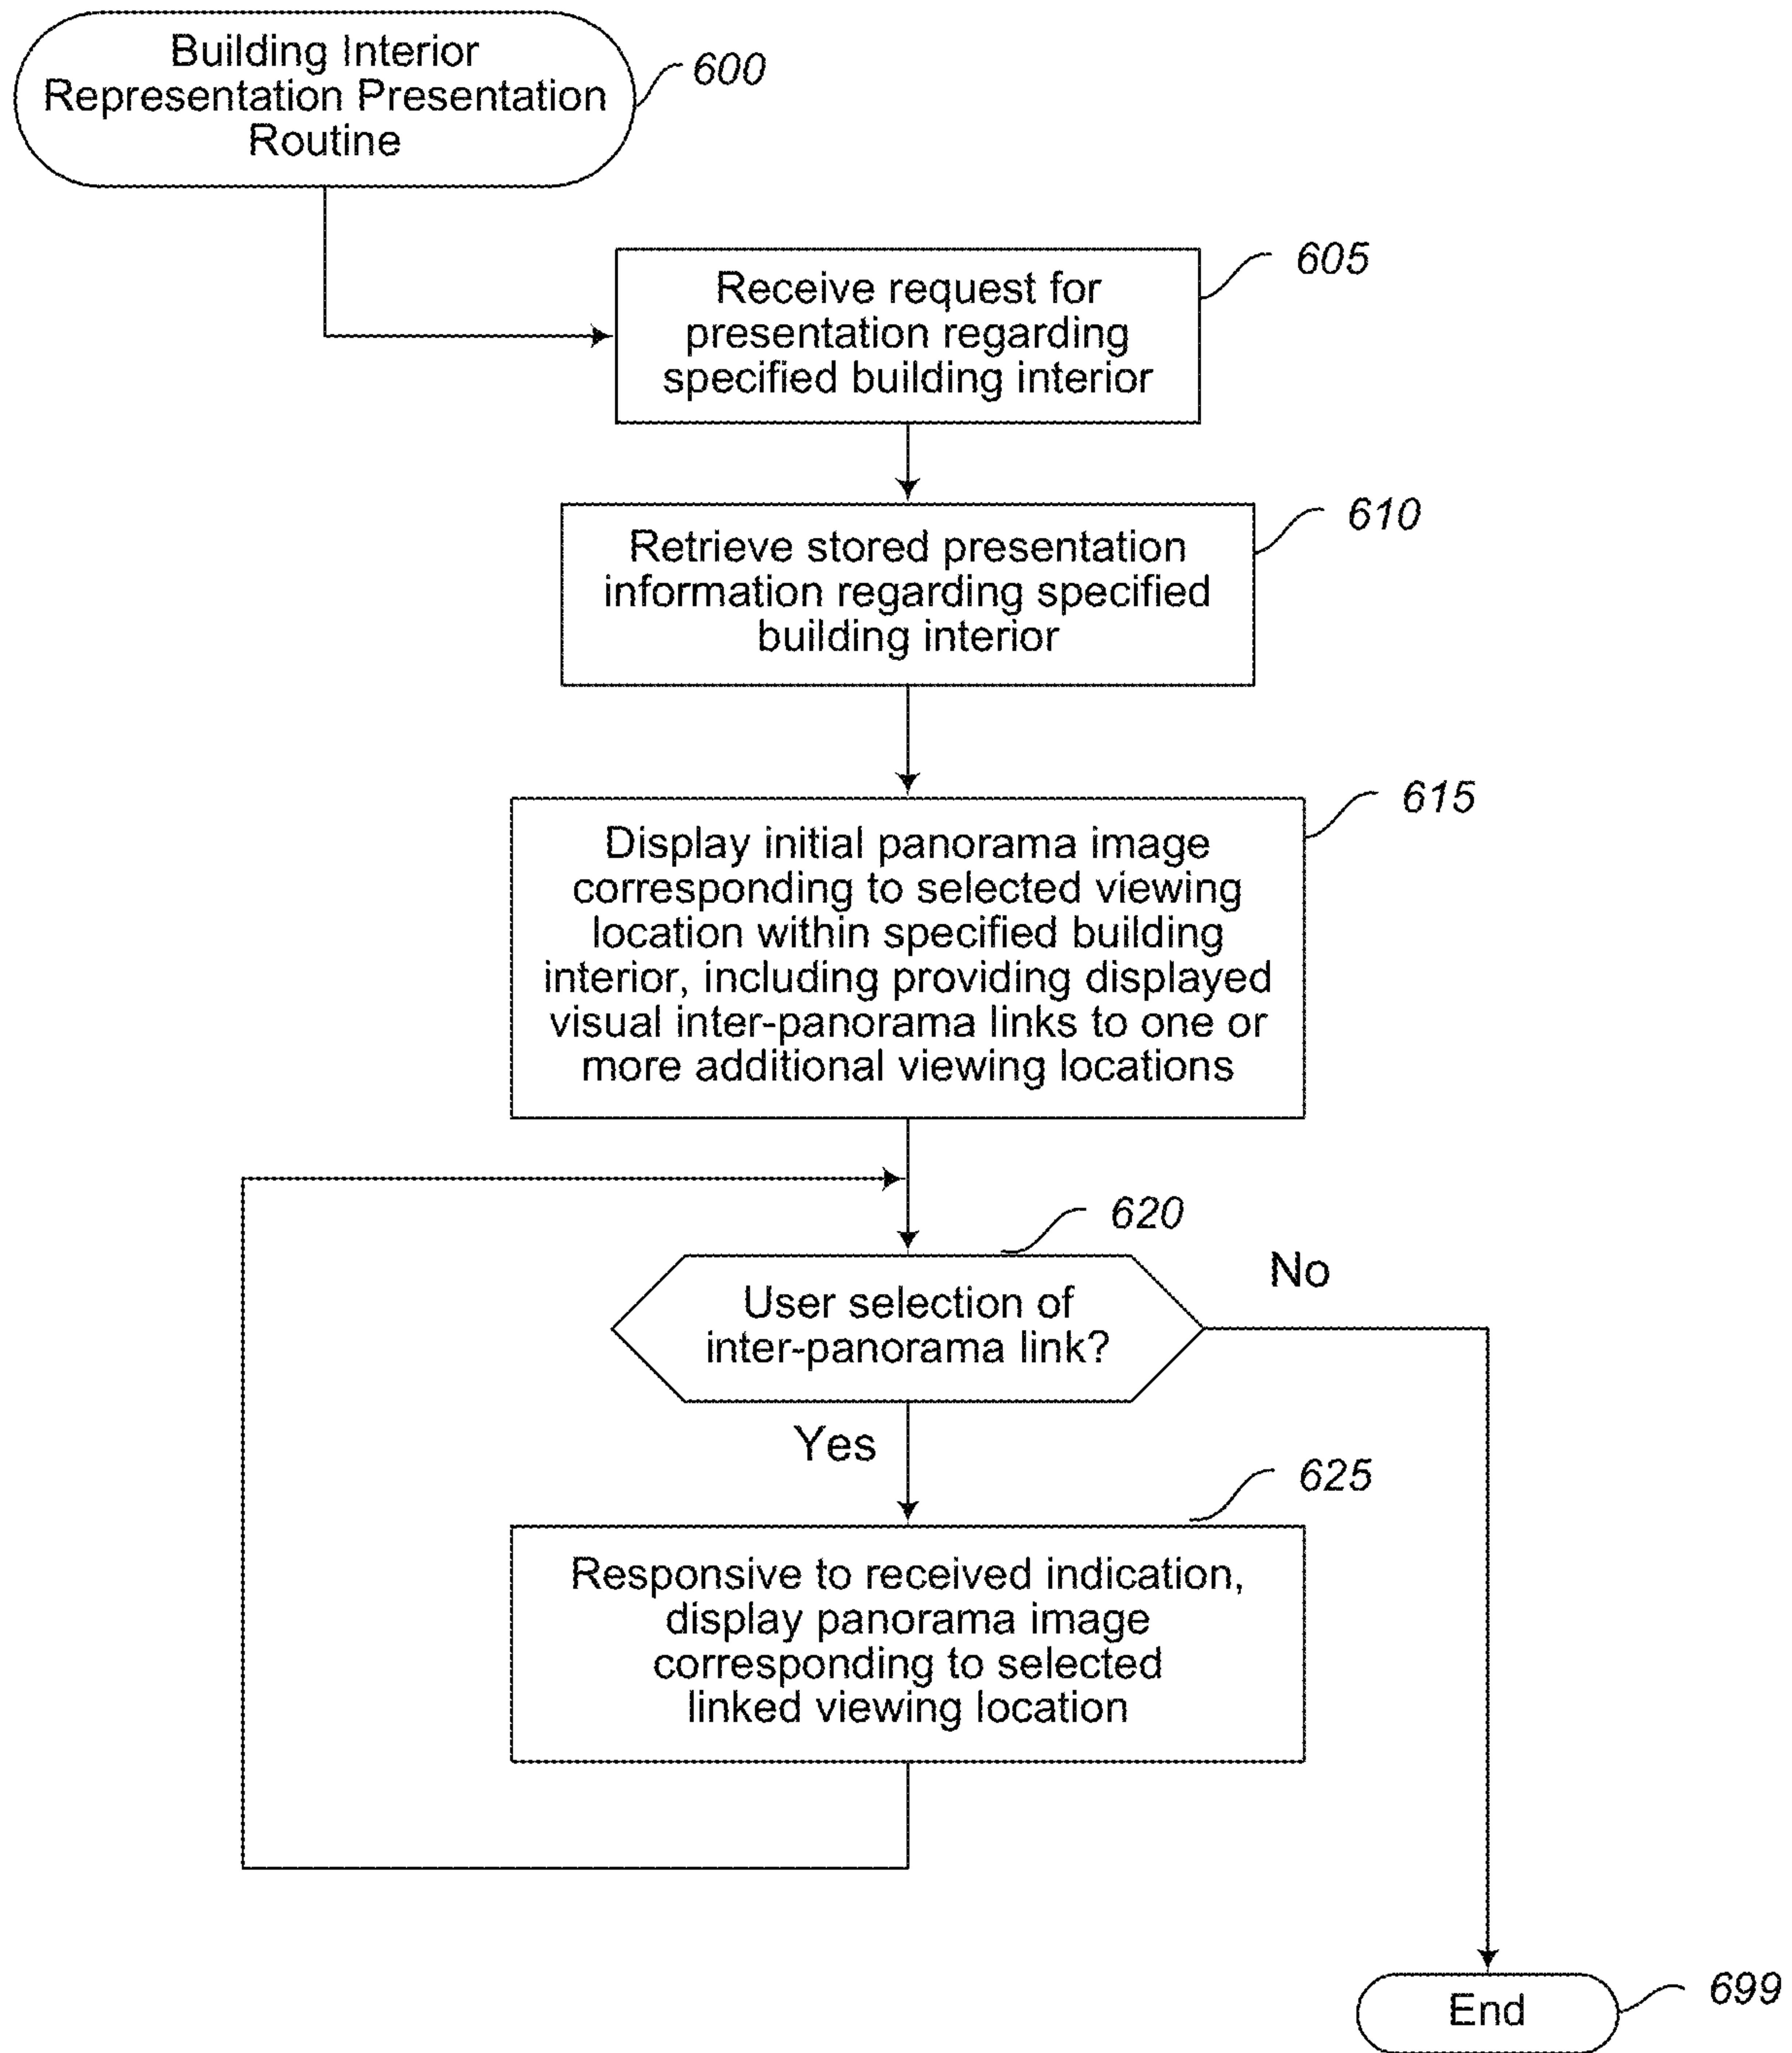 Building Interior
Representation Presentation
Routine
600
605
Receive request for
presentation regarding
specified building interior
610
Retrieve stored presentation
information regarding specified
building interior
615
Display initial panorama image
corresponding to selected viewing
location within specified building
interior, including providing displayed
visual inter-panorama links to one or
more additional viewing locations
620
No
User selection of
inter-panorama link?
Yes
625
Responsive to received indication,
display panorama image
corresponding to selected
linked viewing location
699
End